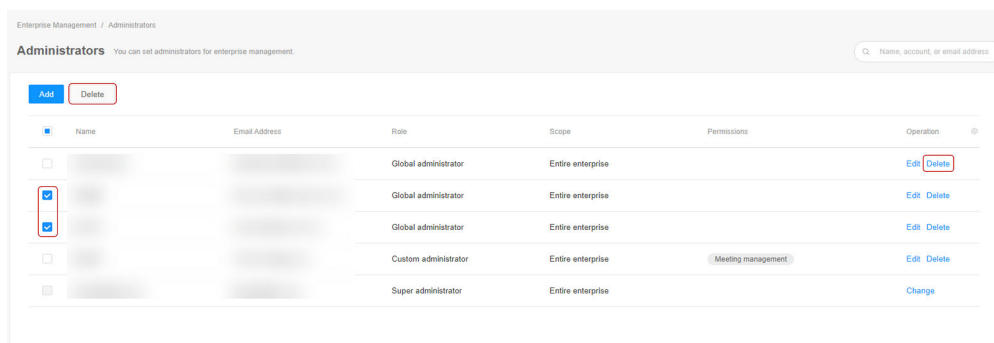 Enterprise Management / Administrators
Administrators You can set administrators for enterprise management. Name, account, or email address
Add Delete
Name Email Address Role Scope Permissions Operation
Global administrator Entire enterprise Edit Delete
Global administrator Entire enterprise Edit Delete
Global administrator Entire enterprise Edit Delete
Custom administrator Entire enterprise Meeting management Edit Delete
Super administrator Entire enterprise Change